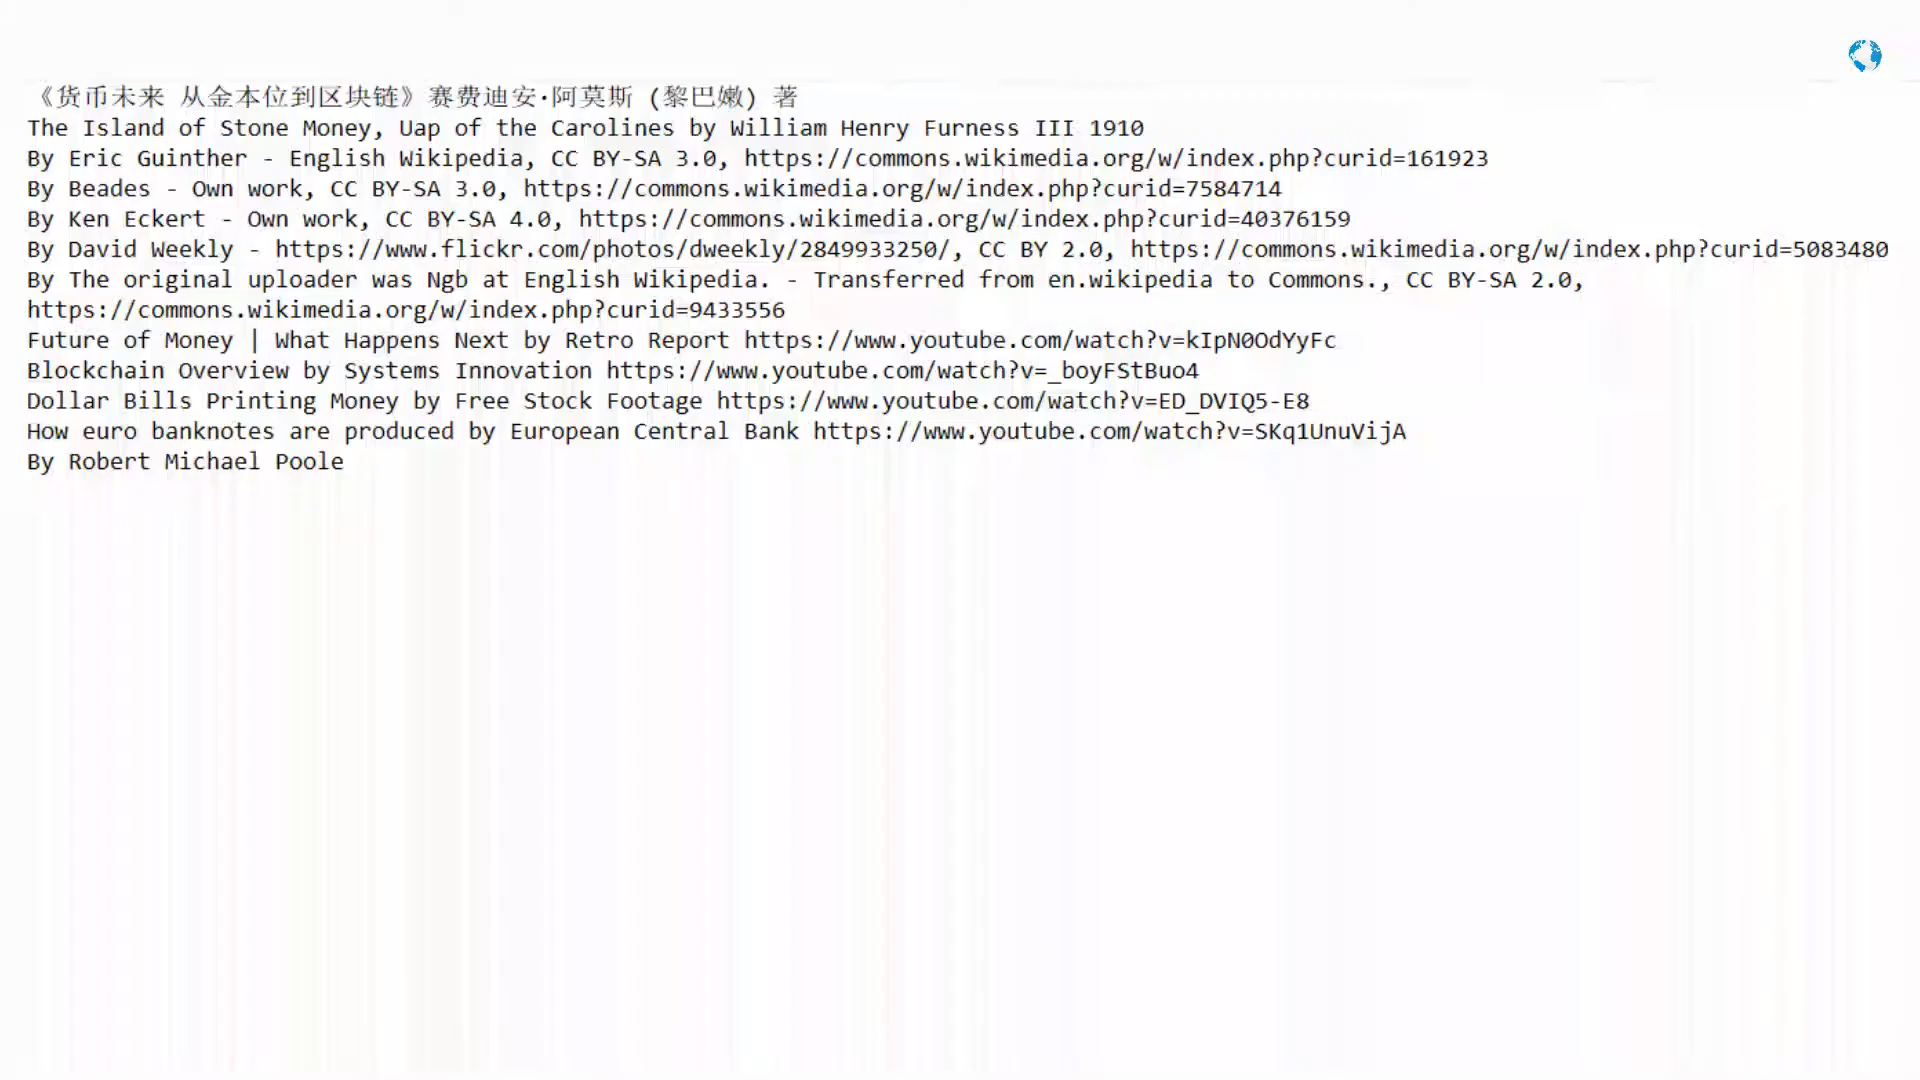 《货币未来 从金本位到区块链》赛费迪安·阿莫斯 (黎巴嫩) 著
The Island of Stone Money, Uap of the Carolines by William Henry Furness III 1910
By Eric Guinther - English Wikipedia, CC BY-SA 3.0, https://commons.wikimedia.org/w/index.php?curid=161923
By Beades - Own work, CC BY-SA 3.0, https://commons.wikimedia.org/w/index.php?curid=7584714
By Ken Eckert - Own work, CC BY-SA 4.0, https://commons.wikimedia.org/w/index.php?curid=40376159
By David Weekly - https://www.flickr.com/photos/dweekly/2849933250/, CC BY 2.0, https://commons.wikimedia.org/w/index.php?curid=5083480
By The original uploader was Ngb at English Wikipedia. - Transferred from en.wikipedia to Commons., CC BY-SA 2.0,
https://commons.wikimedia.org/w/index.php?curid=9433556
Future of Money | What Happens Next by Retro Report https://www.youtube.com/watch?v=kIpN0OdYyFc
Blockchain Overview by Systems Innovation https://www.youtube.com/watch?v=_boyFStBuo4
Dollar Bills Printing Money by Free Stock Footage https://www.youtube.com/watch?v=ED_DVIQ5-E8
How euro banknotes are produced by European Central Bank https://www.youtube.com/watch?v=SKq1UnuVijA
By Robert Michael Poole